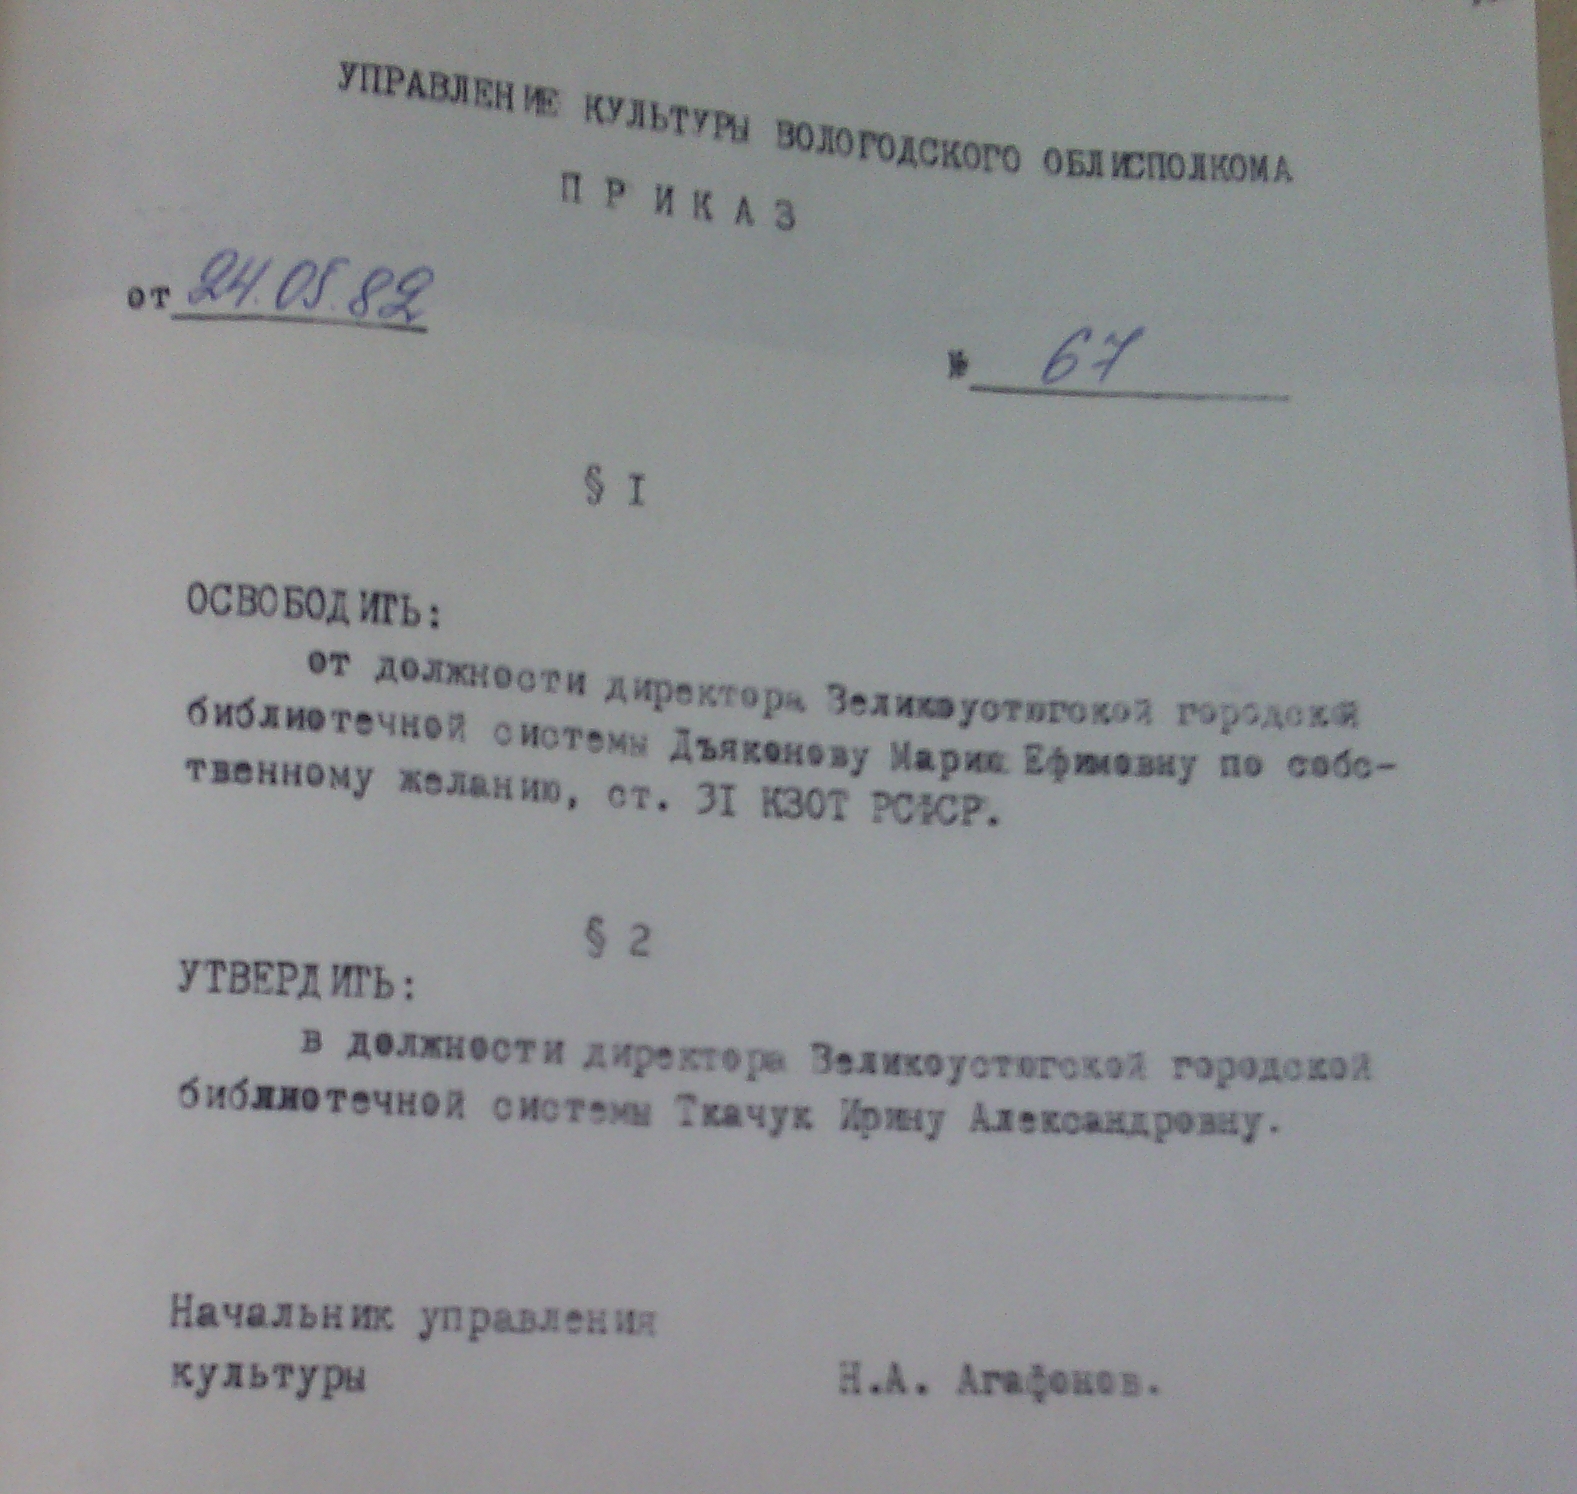 УПРАВЛЕНИЕ КУЛЬТУРЫ ВОЛОГОДСКОГО ОБЛИСПОЛКОМА
ПРИКАЗ
от 24.05.82
№ 67
§ I
ОСВОБОДИТЬ:
от должности директора Великоустюгской городской
библиотечной системы Дьяконову Марию Ефимовну по собс-
твенному желанию, ст. 3I КЗОТ РСФСР.
§ 2
УТВЕРДИТЬ:
в должности директора Великоустюгской городской
библиотечной системы Ткачук Ирину Александровну.
Начальник управления
культуры Н.А. Агафонов.